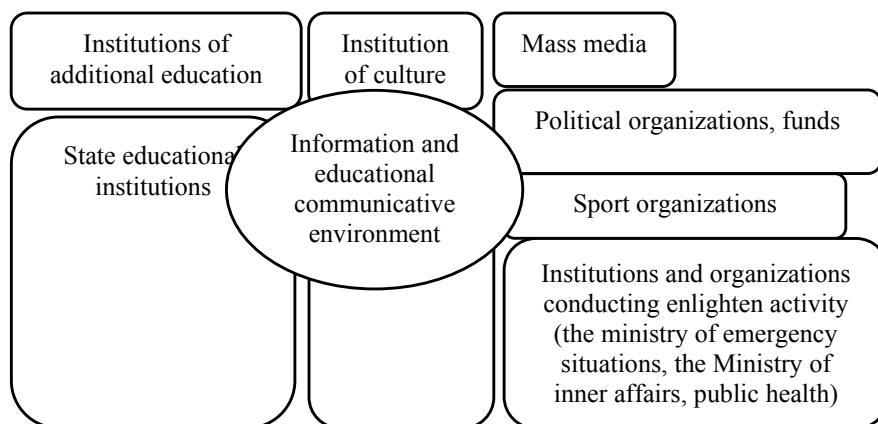 Institutions of
additional education
Institution
of culture
Mass media
Political organizations, funds
State educational
institutions
Information and
educational
communicative
environment
Sport organizations
Institutions and organizations
conducting enlighten activity
(the ministry of emergency
situations, the Ministry of
inner affairs, public health)